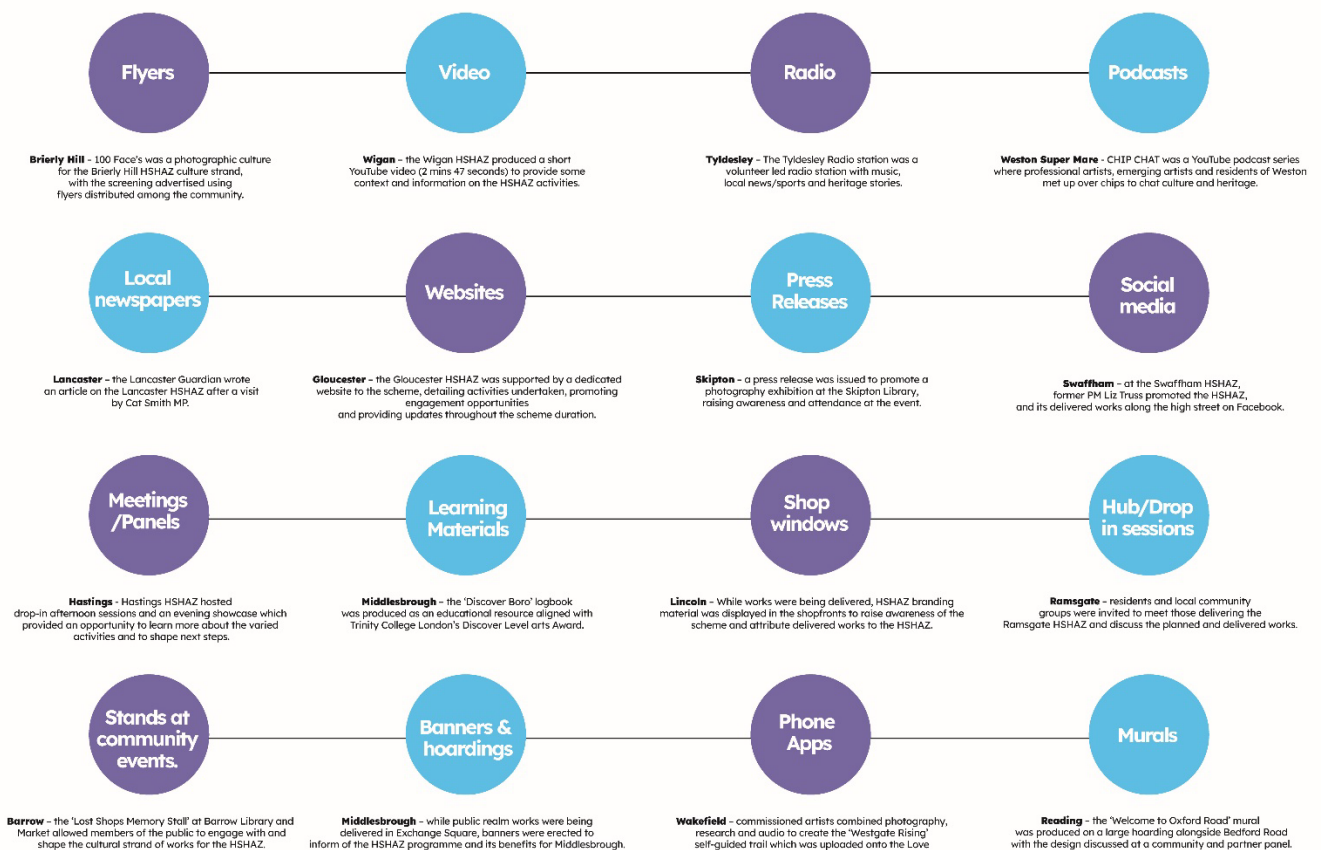 Flyers
Video
Radio
Podcasts
Brierly Hill – 100 Face's was a photographic culture
for the Brierly Hill HSHAZ culture strand,
with the screening advertised using
flyers distributed among the community.
Wigan – the Wigan HSHAZ produced a short
YouTube video (2 mins 47 seconds) to provide some
context and information on the HSHAZ activities.
Tyldesley – The Tyldesley Radio station was a
volunteer led radio station with music,
local news/sports and heritage stories.
Weston Super Mare - CHIP CHAT was a YouTube podcast series
where professional artists, emerging artists and residents of Weston
met up over chips to chat culture and heritage.
Local
newspapers
Websites
Press
Releases
Social
media
Lancaster – the Lancaster Guardian wrote
an article on the Lancaster HSHAZ after a visit
by Cat Smith MP.
Gloucester – the Gloucester HSHAZ was supported by a dedicated
website to the scheme, detailing activities undertaken, promoting
engagement opportunities
and providing updates throughout the scheme duration.
Skipton – a press release was issued to promote a
photography exhibition at the Skipton Library,
raising awareness and attendance at the event.
Swaffham – at the Swaffham HSHAZ,
former PM Liz Truss promoted the HSHAZ,
and its delivered works along the high street on Facebook.
Meetings
/Panels
Learning
Materials
Shop
windows
Hub/Drop
in sessions
Hastings - Hastings HSHAZ hosted
drop-in afternoon sessions and an evening showcase which
provided an opportunity to learn more about the varied
activities and to shape next steps.
Middlesbrough – the 'Discover Boro' logbook
was produced as an educational resource aligned with
Trinity College London's Discover Level arts Award.
Lincoln – While works were being delivered, HSHAZ branding
material was displayed in the shopfronts to raise awareness of the
scheme and attribute delivered works to the HSHAZ.
Ramsgate – residents and local community
groups were invited to meet those delivering the
Ramsgate HSHAZ and discuss the planned and delivered works.
Stands at
community
events.
Banners &
hoardings
Phone
Apps
Murals
Barrow – the 'Lost Shops Memory Stall' at Barrow Library and
Market allowed members of the public to engage with and
shape the cultural strand of works for the HSHAZ.
Middlesbrough – while public realm works were being
delivered in Exchange Square, banners were erected to
inform of the HSHAZ programme and its benefits for Middlesbrough.
Wakefield – commissioned artists combined photography,
research and audio to create the 'Westgate Rising'
self-guided trail which was uploaded onto the Love
Reading – the 'Welcome to Oxford Road' mural
was produced on a large hoarding alongside Bedford Road
with the design discussed at a community and partner panel.